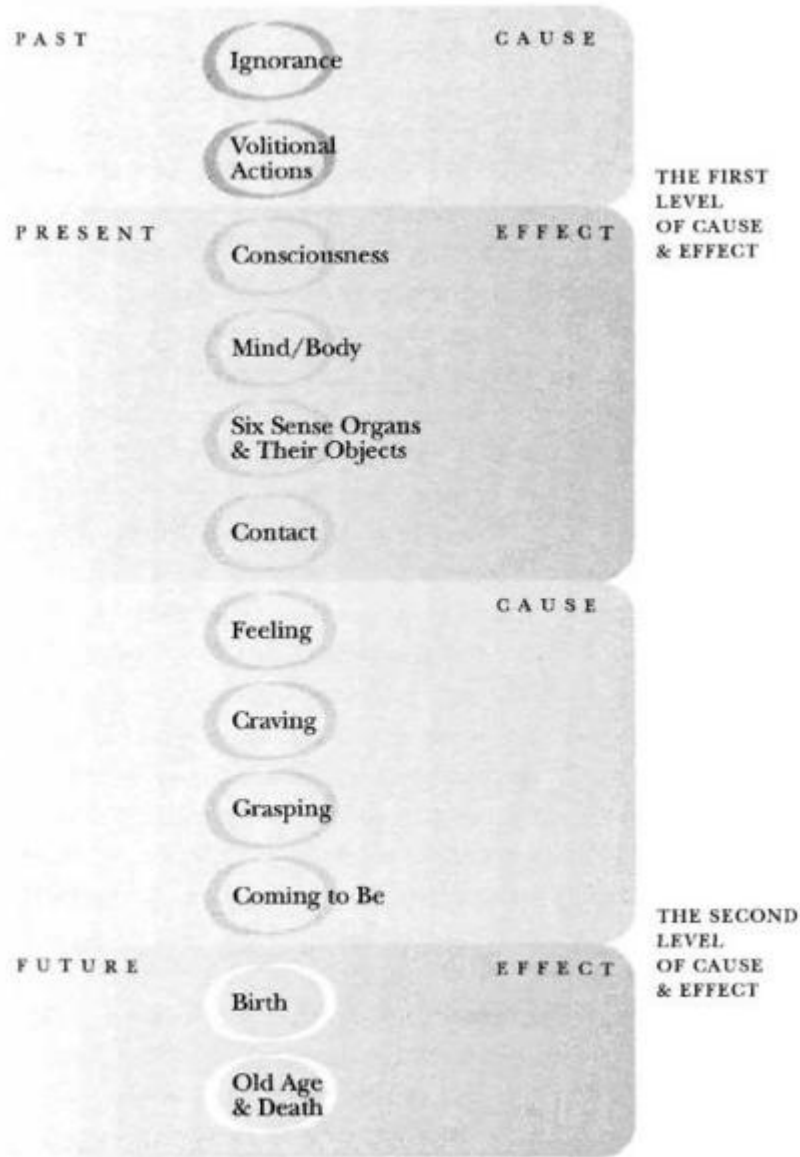 PAST
CAUSE
Ignorance
Volitional
Actions
THE FIRST
LEVEL
OF CAUSE
& EFFECT
PRESENT
EFFECT
Consciousness
Mind/Body
Six Sense Organs
& Their Objects
Contact
CAUSE
Feeling
Craving
Grasping
Coming to Be
THE SECOND
LEVEL
OF CAUSE
& EFFECT
FUTURE
EFFECT
Birth
Old Age
& Death